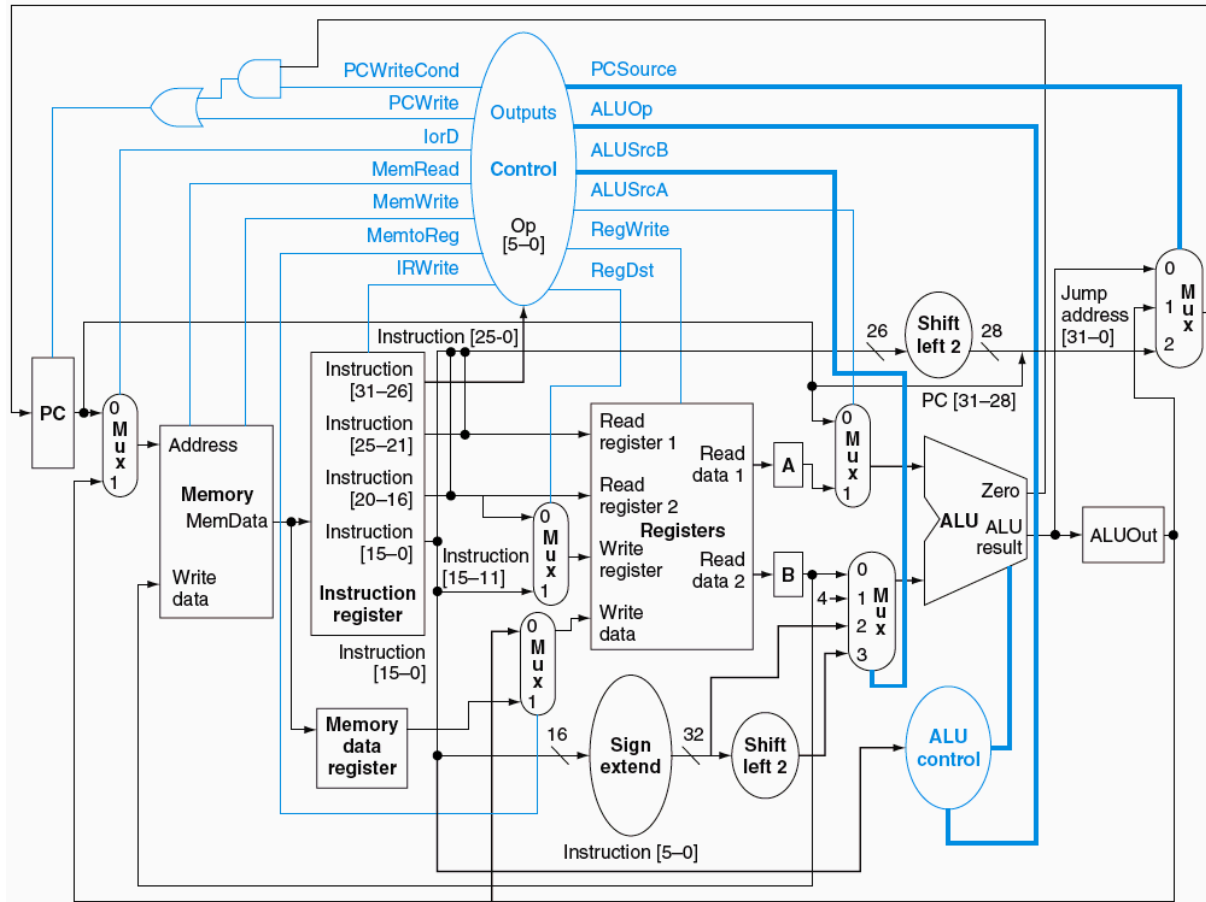 PCWriteCond
PCWrite
IorD
MemRead
MemWrite
MemtoReg
IRWrite
Outputs
Control
Op
[5–0]
PCSource
ALUOp
ALUSrcB
ALUSrcA
RegWrite
RegDst
Instruction [25-0]
26
Shift
left 2
28
Jump
address
[31–0]
0
1
2
M
u
x
PC [31–28]
PC
0
M
u
x
1
Address
Memory
MemData
Write
data
Instruction
[31–26]
Instruction
[25–21]
Instruction
[20–16]
Instruction
[15–0]
Instruction
register
Instruction
[15–11]
0
M
u
x
1
Instruction
[15–0]
0
M
u
x
1
Memory
data
register
Read
register 1
Read
register 2
Registers
Write
register
Write
data
Read
data 1
Read
data 2
A
B
0
M
u
x
1
4
0
1
2
3
M
u
x
Zero
ALU
ALU
result
ALUOut
16
Sign
extend
32
Shift
left 2
ALU
control
Instruction [5–0]